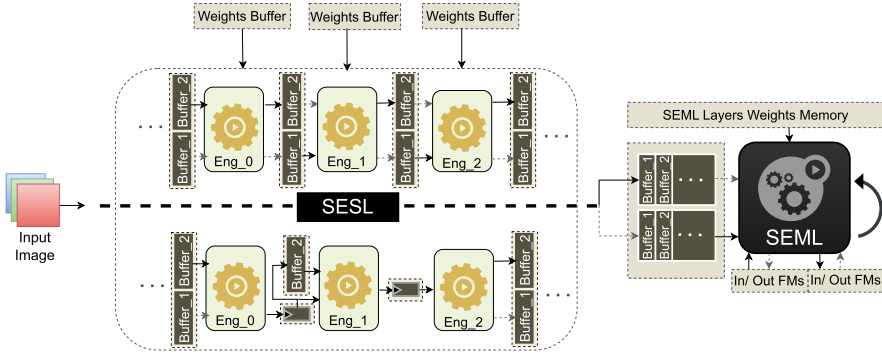 Weights Buffer
Weights Buffer
Weights Buffer
Buffer_1 Buffer_2
Eng_0
Buffer_1 Buffer_2
Eng_1
Buffer_1 Buffer_2
Eng_2
Buffer_1 Buffer_2
Input
Image
SESL
Buffer_1 Buffer_2
Eng_0
Buffer_2
Eng_1
Eng_2
Buffer_1 Buffer_2
SEML Layers Weights Memory
Buffer_1
Buffer_2
Buffer_1
Buffer_2
SEML
In/ Out FMs
In/ Out FMs